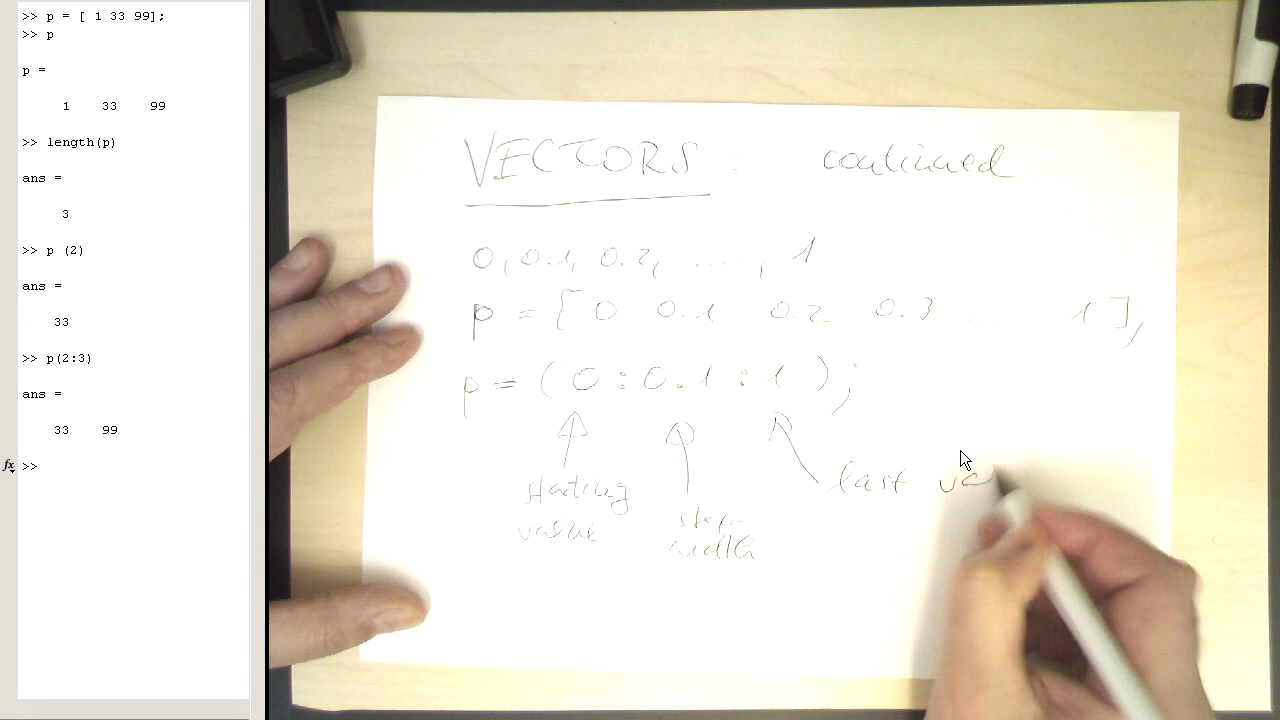 >> p = [ 1 33 99];
>> p
p =
1 33 99
>> length(p)
ans =
3
>> p (2)
ans =
33
>> p(2:3)
ans =
33 99
fx >>
VECTORS : continued
0, 0.1, 0.2, ...., 1
p = [ 0 0.1 0.2 0.3 .. 1 ],
p = ( 0 : 0.1 : 1 ) ;
last va
starting
value
step-
width